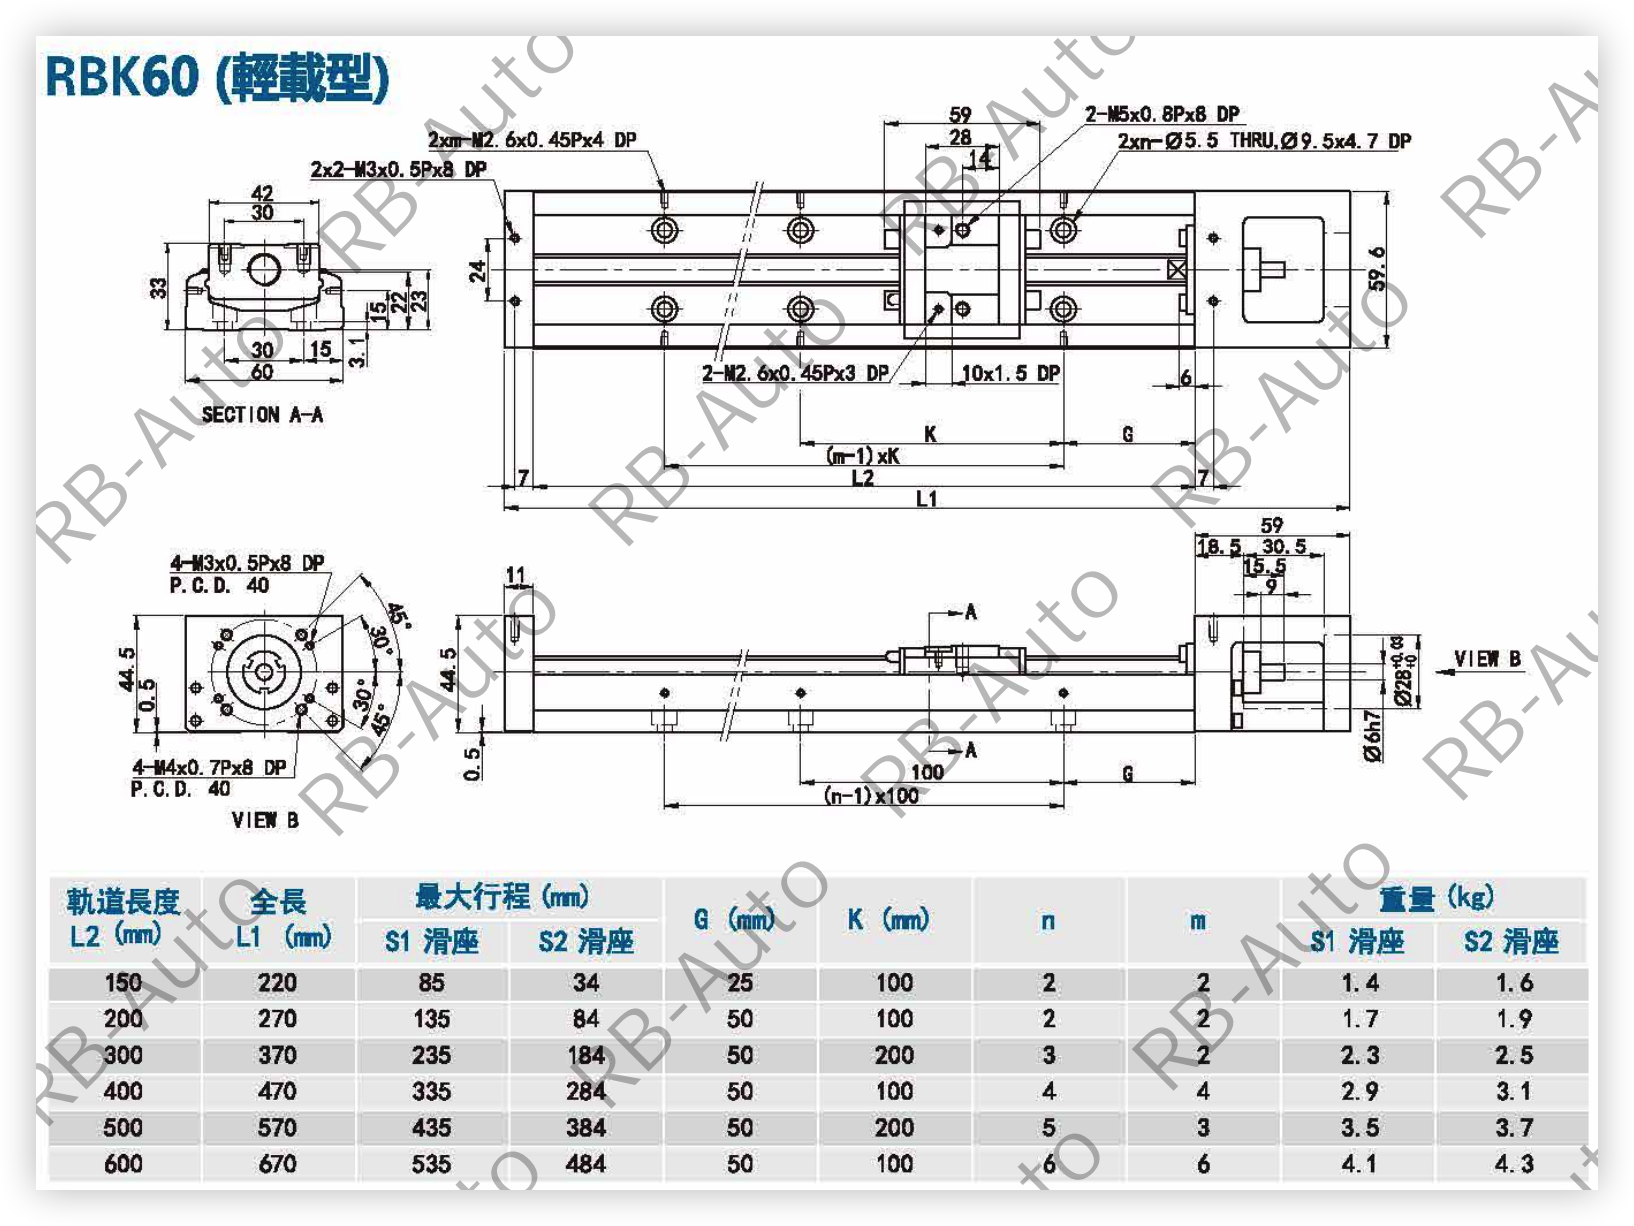 RBK60 (輕載型)
2xm-M2.6x0.45Px4 DP
2x2-M3x0.5Px8 DP
59
28
14
2-M5x0.8Px8 DP
2xn-Ø5.5 THRU,Ø9.5x4.7 DP
42
30
33
15
22
23
3.1
30
15
60
SECTION A-A
24
59.6
2-M2.6x0.45Px3 DP
10x1.5 DP
6
K
G
(m-1)xK
7
L2
7
L1
4-M3x0.5Px8 DP
P.C.D. 40
45°
30°
30°
45°
44.5
0.5
4-M4x0.7Px8 DP
P.C.D. 40
VIEW B
11
44.5
0.5
A
A
100
G
(n-1)x100
59
18.5
30.5
15.5
9
Ø28+0.03 +0
Ø6h7
VIEW B
軌道長度 L2 (mm)
全長 L1 (mm)
最大行程 (mm)
S1 滑座 S2 滑座
G (mm)
K (mm)
n
m
重量 (kg)
S1 滑座 S2 滑座
150 220 85 34 25 100 2 2 1.4 1.6
200 270 135 84 50 100 2 2 1.7 1.9
300 370 235 184 50 200 3 2 2.3 2.5
400 470 335 284 50 100 4 4 2.9 3.1
500 570 435 384 50 200 5 3 3.5 3.7
600 670 535 484 50 100 6 6 4.1 4.3
RB-Auto